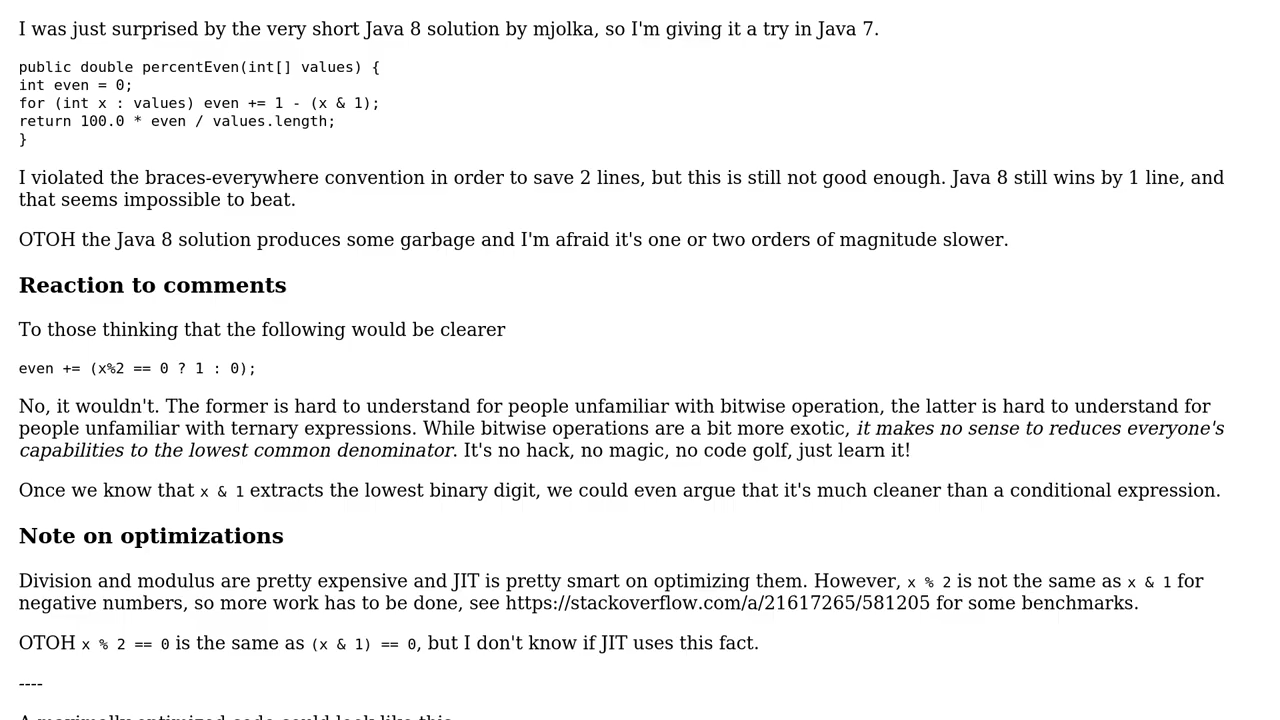 I was just surprised by the very short Java 8 solution by mjolka, so I'm giving it a try in Java 7.
public double percentEven(int[] values) {
int even = 0;
for (int x : values) even += 1 - (x & 1);
return 100.0 * even / values.length;
}
I violated the braces-everywhere convention in order to save 2 lines, but this is still not good enough. Java 8 still wins by 1 line, and
that seems impossible to beat.
OTOH the Java 8 solution produces some garbage and I'm afraid it's one or two orders of magnitude slower.
Reaction to comments
To those thinking that the following would be clearer
even += (x%2 == 0 ? 1 : 0);
No, it wouldn't. The former is hard to understand for people unfamiliar with bitwise operation, the latter is hard to understand for
people unfamiliar with ternary expressions. While bitwise operations are a bit more exotic, it makes no sense to reduces everyone's
capabilities to the lowest common denominator. It's no hack, no magic, no code golf, just learn it!
Once we know that x & 1 extracts the lowest binary digit, we could even argue that it's much cleaner than a conditional expression.
Note on optimizations
Division and modulus are pretty expensive and JIT is pretty smart on optimizing them. However, x % 2 is not the same as x & 1 for
negative numbers, so more work has to be done, see https://stackoverflow.com/a/21617265/581205 for some benchmarks.
OTOH x % 2 == 0 is the same as (x & 1) == 0, but I don't know if JIT uses this fact.
----
A maximally optimized code could look like this